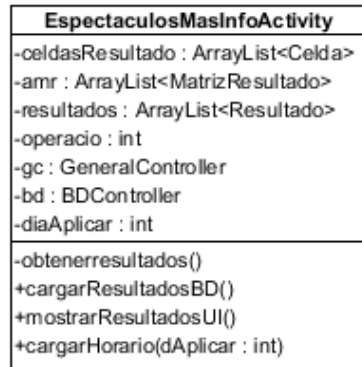 EspectaculosMasInfoActivity
-celdasResultado : ArrayList<Celda>
-amr : ArrayList<MatrizResultado>
-resultados : ArrayList<Resultado>
-operacio : int
-gc : GeneralController
-bd : BDController
-diaAplicar : int
-obtenerresultados()
+cargarResultadosBD()
+mostrarResultadosUI()
+cargarHorario(dAplicar : int)